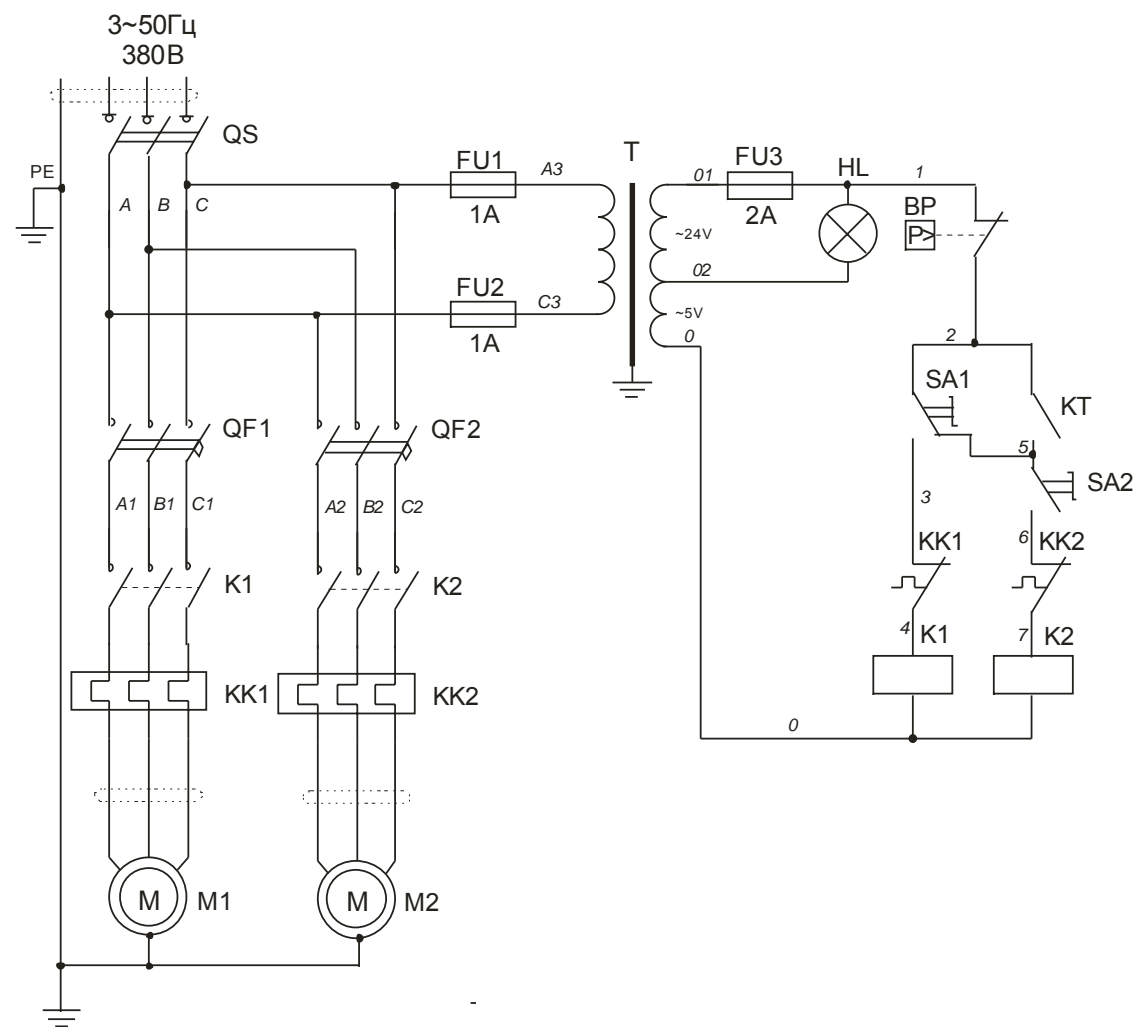 3~50Гц
380В
QS
PE
A B C
FU1
1A
A3
T
01
FU3
2A
HL
1
BP
P>
~24V
02
FU2
1A
C3
~5V
0
2
SA1
KT
QF1
QF2
5
SA2
A1 B1 C1
A2 B2 C2
3
6
KK1
KK2
K1
K2
4
K1
7
K2
KK1
KK2
0
M
M1
M
M2
-